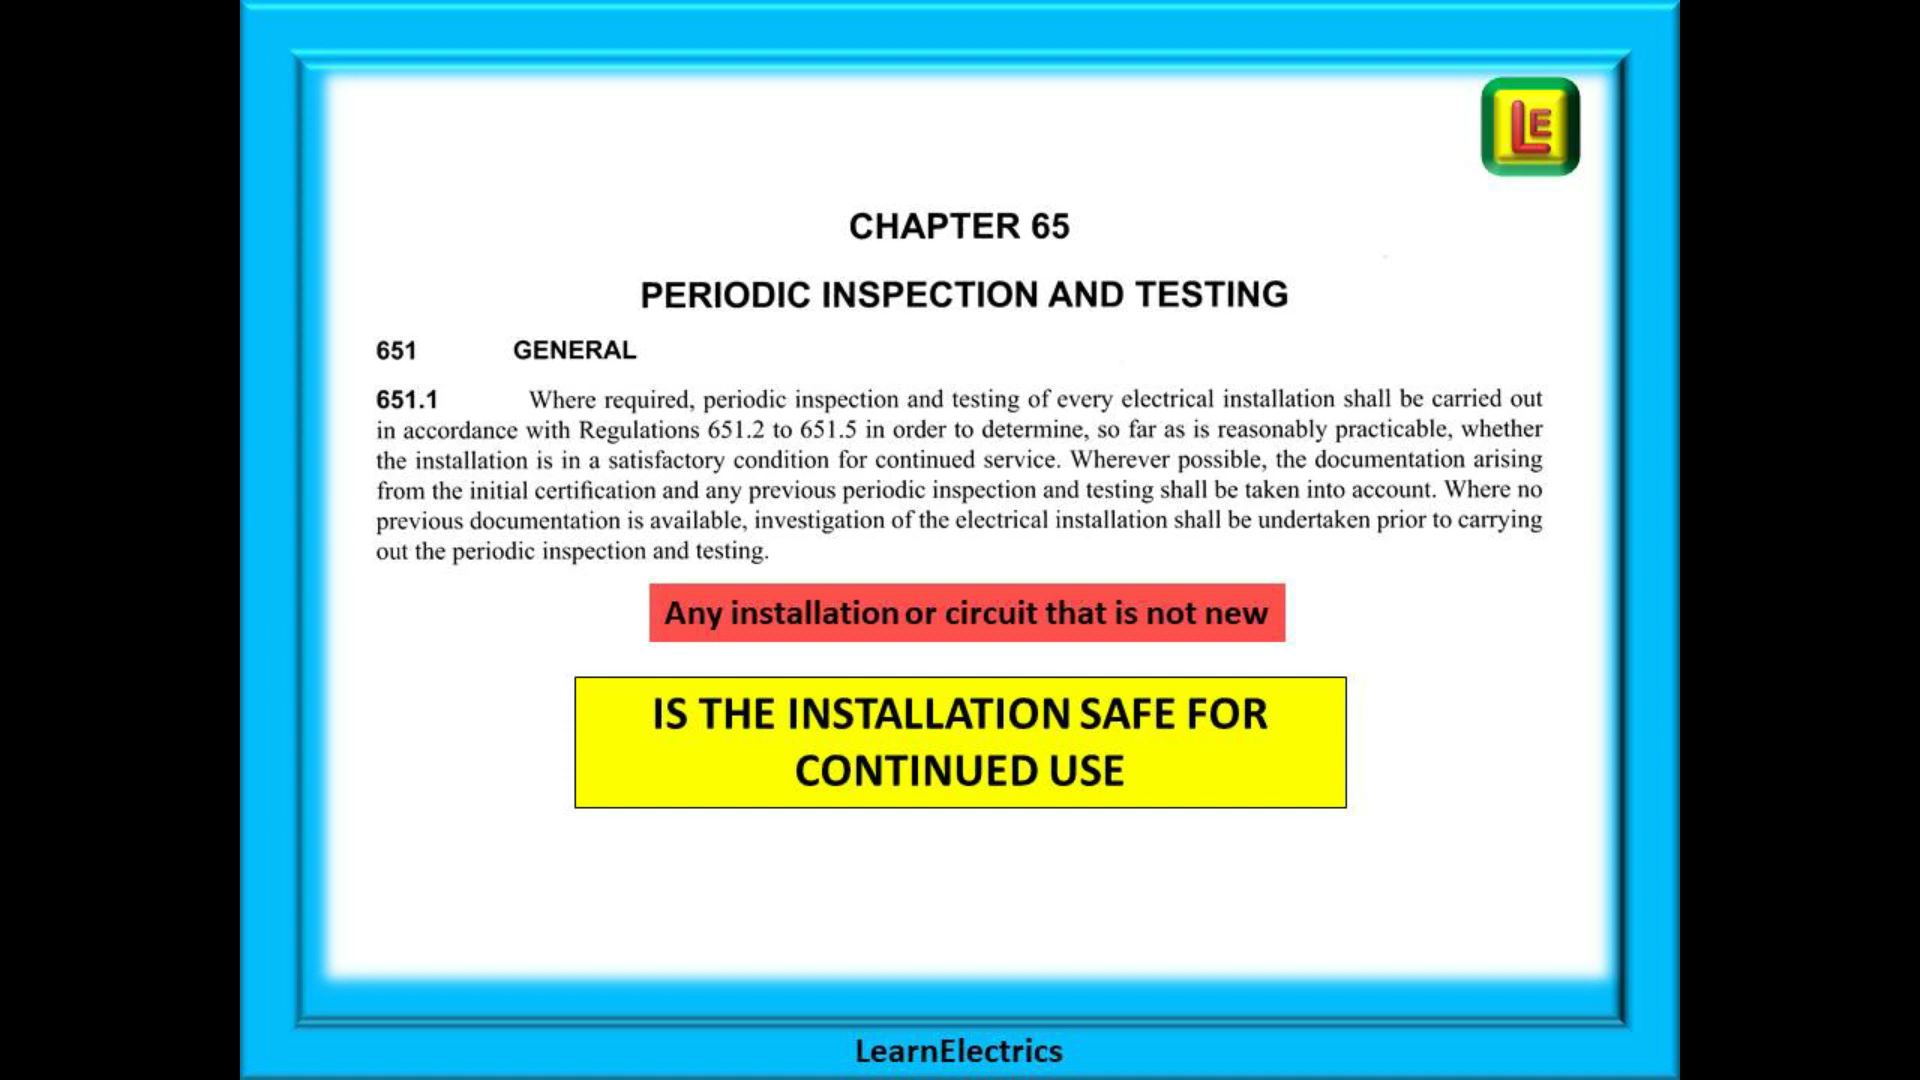 LE
CHAPTER 65
PERIODIC INSPECTION AND TESTING
651 GENERAL
651.1 Where required, periodic inspection and testing of every electrical installation shall be carried out
in accordance with Regulations 651.2 to 651.5 in order to determine, so far as is reasonably practicable, whether
the installation is in a satisfactory condition for continued service. Wherever possible, the documentation arising
from the initial certification and any previous periodic inspection and testing shall be taken into account. Where no
previous documentation is available, investigation of the electrical installation shall be undertaken prior to carrying
out the periodic inspection and testing.
Any installation or circuit that is not new
IS THE INSTALLATION SAFE FOR
CONTINUED USE
LearnElectrics